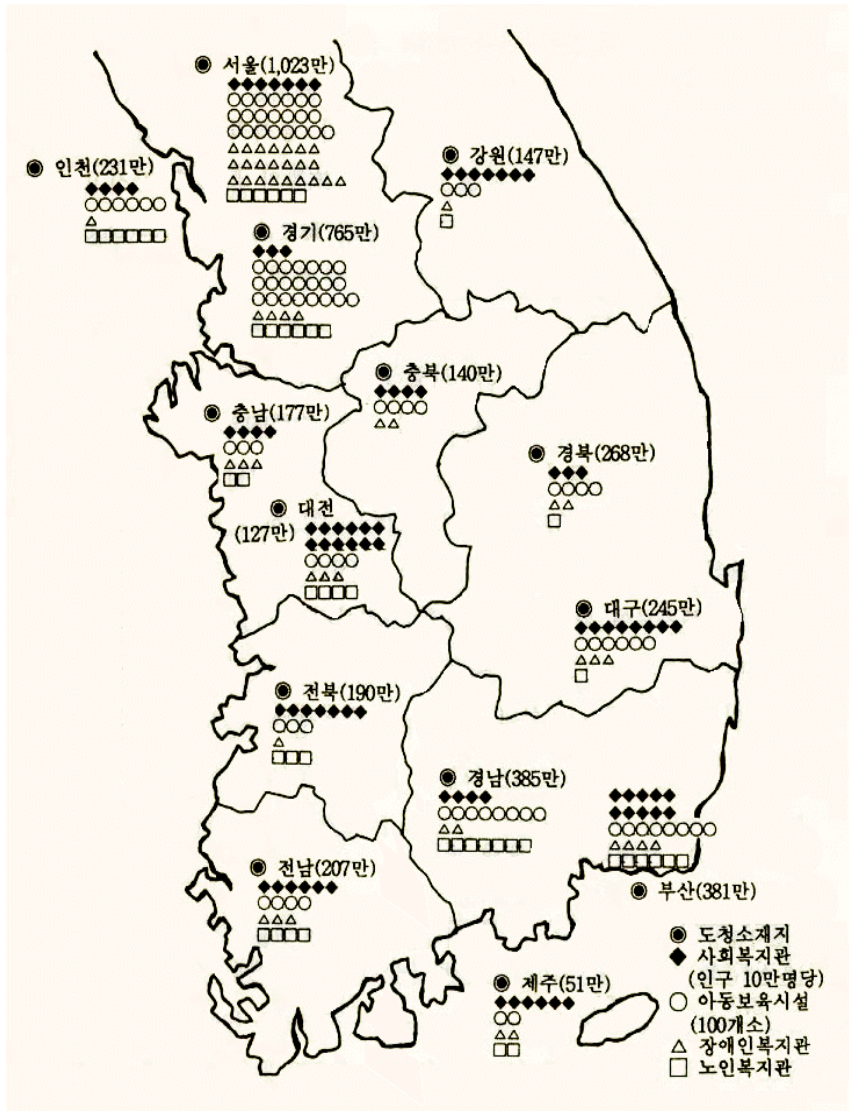 서울(1,023만)
인천(231만)
강원(147만)
경기(765만)
충북(140만)
충남(177만)
경북(268만)
대전
(127만)
대구(245만)
전북(190만)
경남(385만)
전남(207만)
부산(381만)
제주(51만)
도청소재지
사회복지관
(인구 10만명당)
아동보육시설
(100개소)
장애인복지관
노인복지관